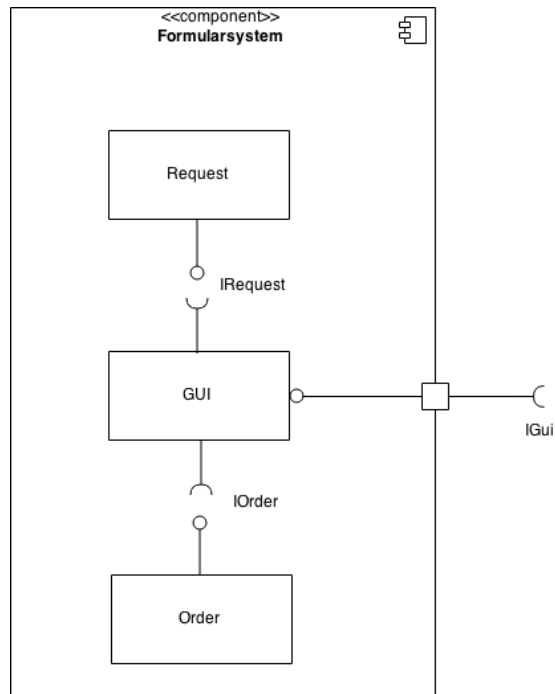 <<component>>
Formularsystem
Request
IRequest
GUI
IGui
IOrder
Order